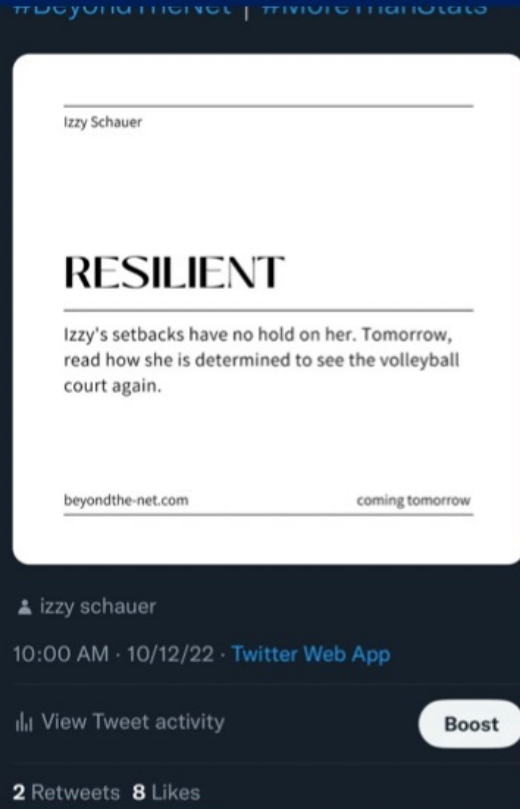 #BeyondTheNet | #MoreThanStats
Izzy Schauer
RESILIENT
Izzy's setbacks have no hold on her. Tomorrow,
read how she is determined to see the volleyball
court again.
beyondthe-net.com coming tomorrow
izzy schauer
10:00 AM · 10/12/22 · Twitter Web App
View Tweet activity Boost
2 Retweets 8 Likes